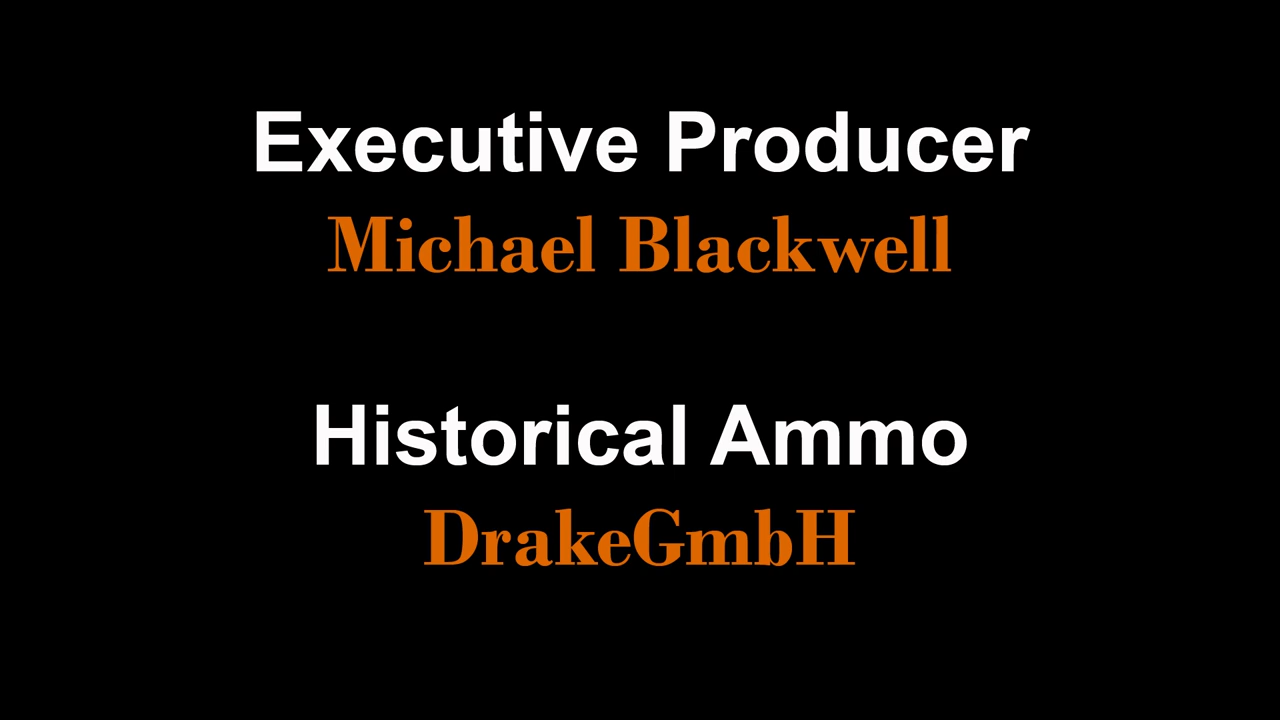 Executive Producer
Michael Blackwell
Historical Ammo
DrakeGmbH